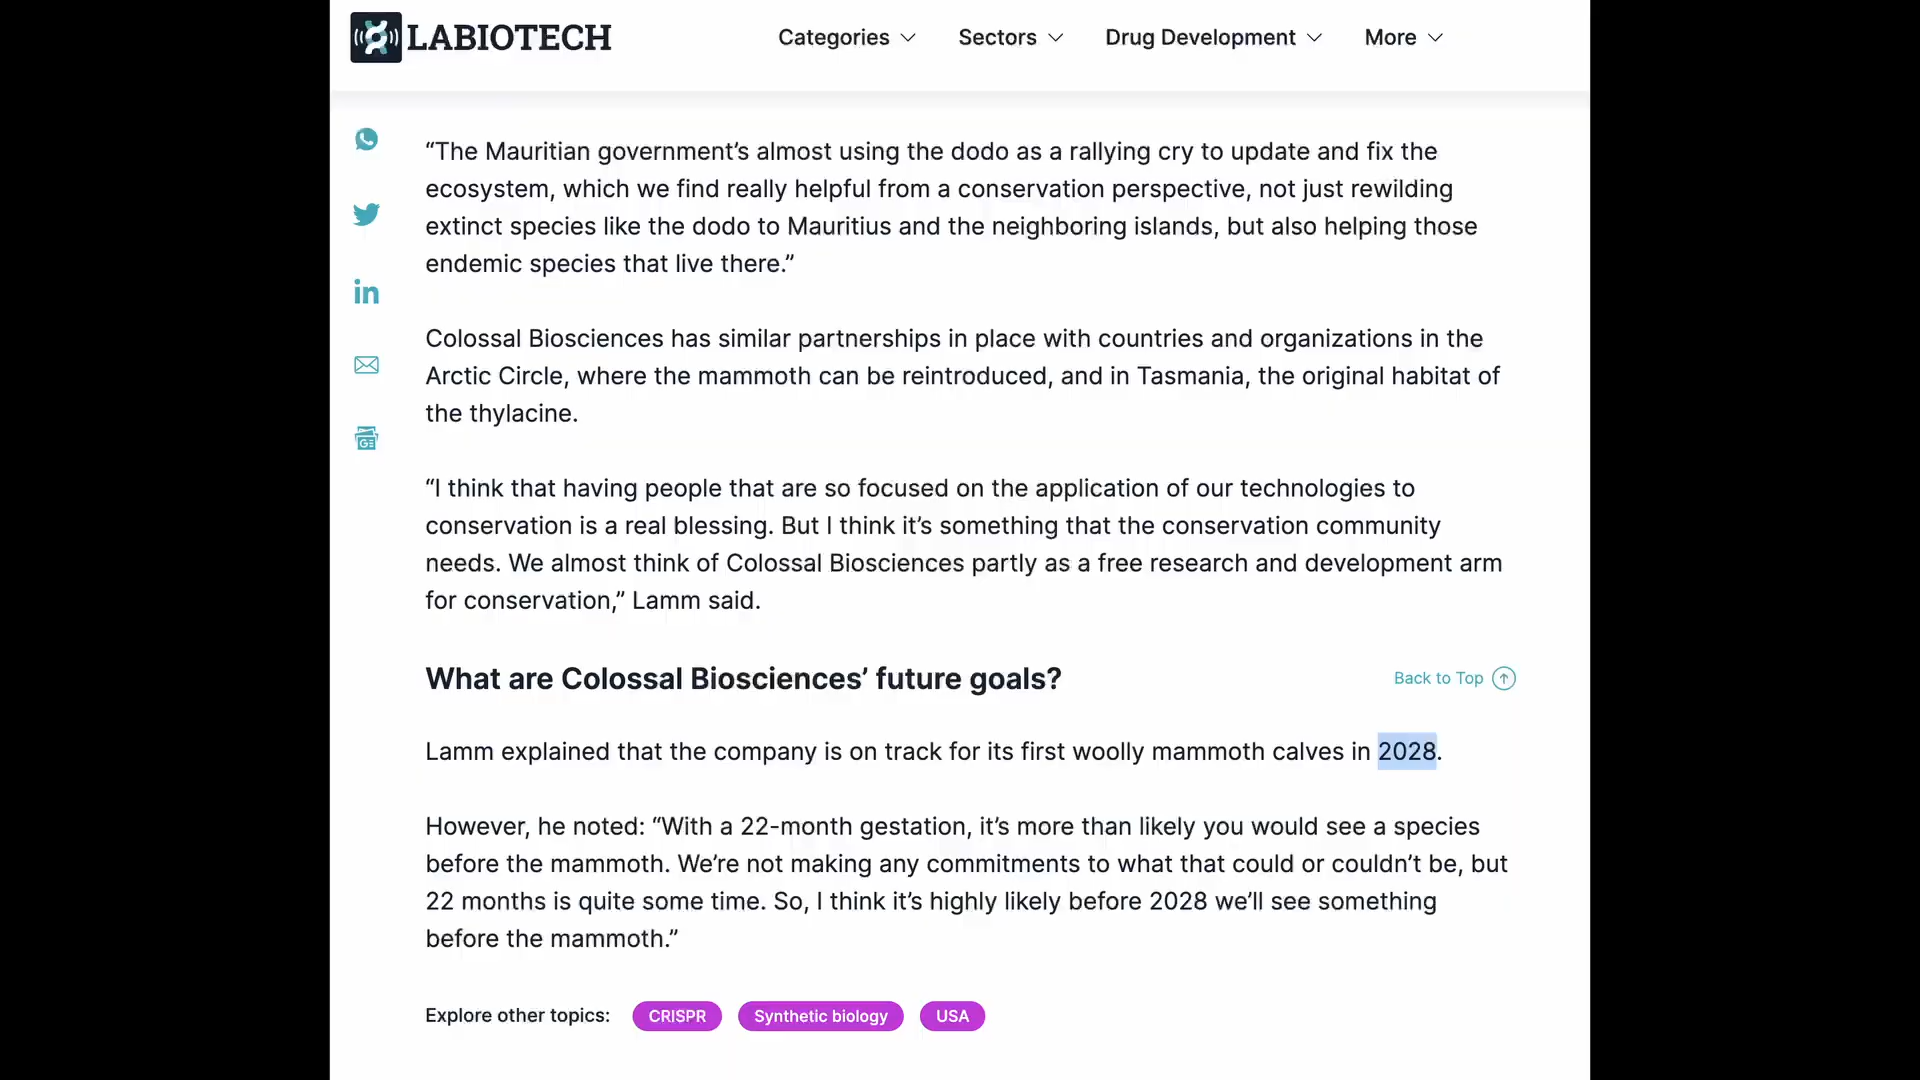 LABIOTECH
Categories
Sectors
Drug Development
More
“The Mauritian government’s almost using the dodo as a rallying cry to update and fix the
ecosystem, which we find really helpful from a conservation perspective, not just rewilding
extinct species like the dodo to Mauritius and the neighboring islands, but also helping those
endemic species that live there.”
Colossal Biosciences has similar partnerships in place with countries and organizations in the
Arctic Circle, where the mammoth can be reintroduced, and in Tasmania, the original habitat of
the thylacine.
“I think that having people that are so focused on the application of our technologies to
conservation is a real blessing. But I think it’s something that the conservation community
needs. We almost think of Colossal Biosciences partly as a free research and development arm
for conservation,” Lamm said.
What are Colossal Biosciences’ future goals?
Back to Top
Lamm explained that the company is on track for its first woolly mammoth calves in 2028.
However, he noted: “With a 22-month gestation, it’s more than likely you would see a species
before the mammoth. We’re not making any commitments to what that could or couldn’t be, but
22 months is quite some time. So, I think it’s highly likely before 2028 we’ll see something
before the mammoth.”
Explore other topics:
CRISPR
Synthetic biology
USA